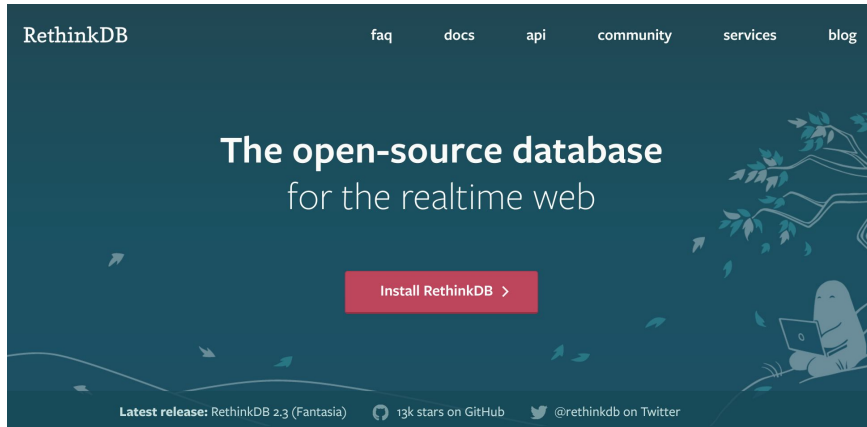 RethinkDB faq docs api community services blog
The open-source database
for the realtime web
Install RethinkDB
Latest release: RethinkDB 2.3 (Fantasia) 13k stars on GitHub @rethinkdb on Twitter